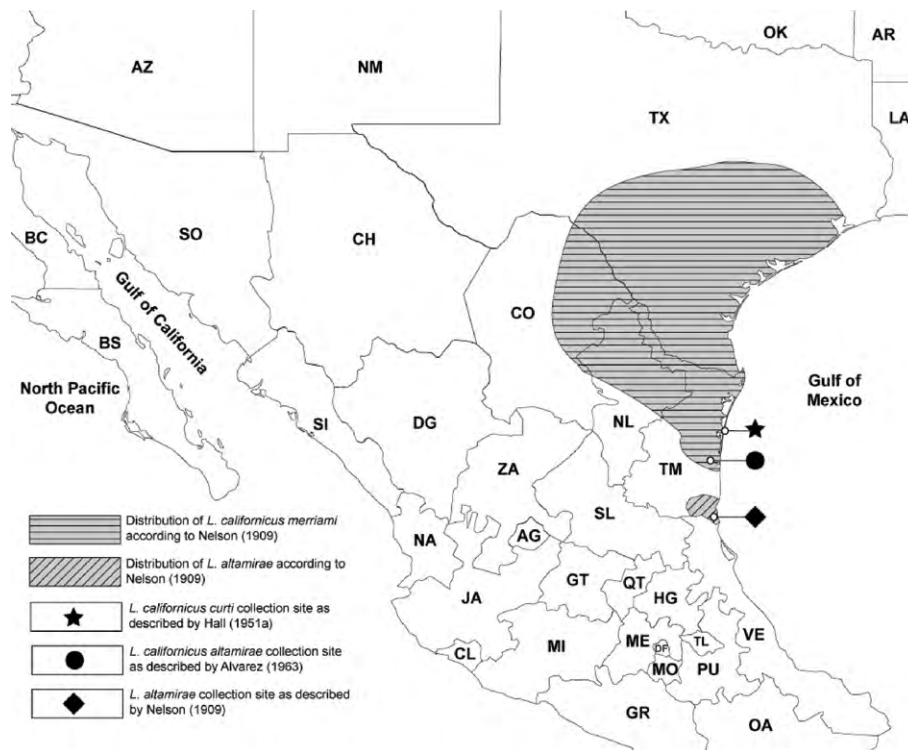 OK
AR
AZ
NM
TX
LA
SO
CH
BC
CO
Gulf of California
BS
North Pacific
Ocean
Gulf of
Mexico
SI
DG
NL
TM
ZA
SL
NA
AG
GT
QT
HG
JA
VE
ME
DF
TL
CL
MI
MO
PU
GR
OA
Distribution of L. californicus merriami
according to Nelson (1909)
Distribution of L. altamirae according to
Nelson (1909)
L. californicus curti collection site as
described by Hall (1951a)
L. californicus altamirae collection site
as described by Alvarez (1963)
L. altamirae collection site as described
by Nelson (1909)